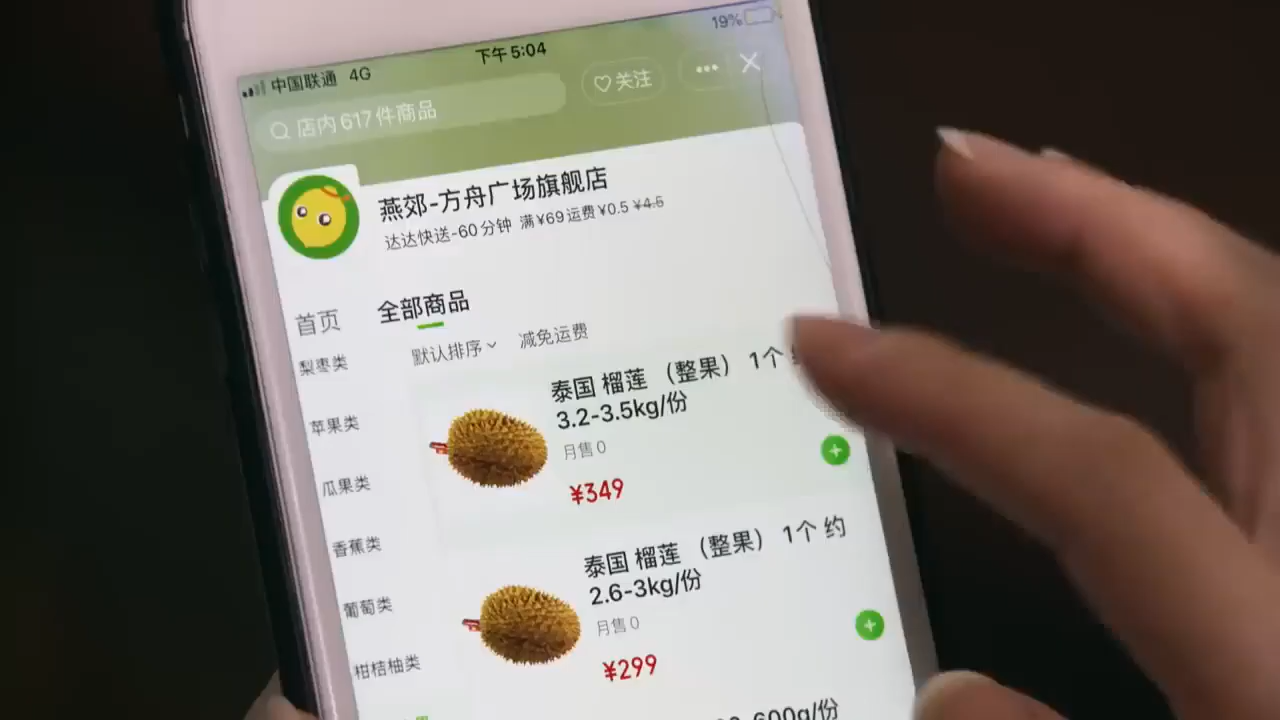 中国联通 4G 下午5:04 19%
店内617件商品
关注
燕郊-方舟广场旗舰店
达达快送-60分钟 满¥69运费¥0.5 ¥4.5
首页 全部商品
默认排序 减免运费
梨枣类
苹果类
瓜果类
香蕉类
葡萄类
柑桔柚类
泰国 榴莲 （整果） 1个
3.2-3.5kg/份
月售0
¥349
泰国 榴莲 （整果） 1个 约
2.6-3kg/份
月售0
¥299
600g/份